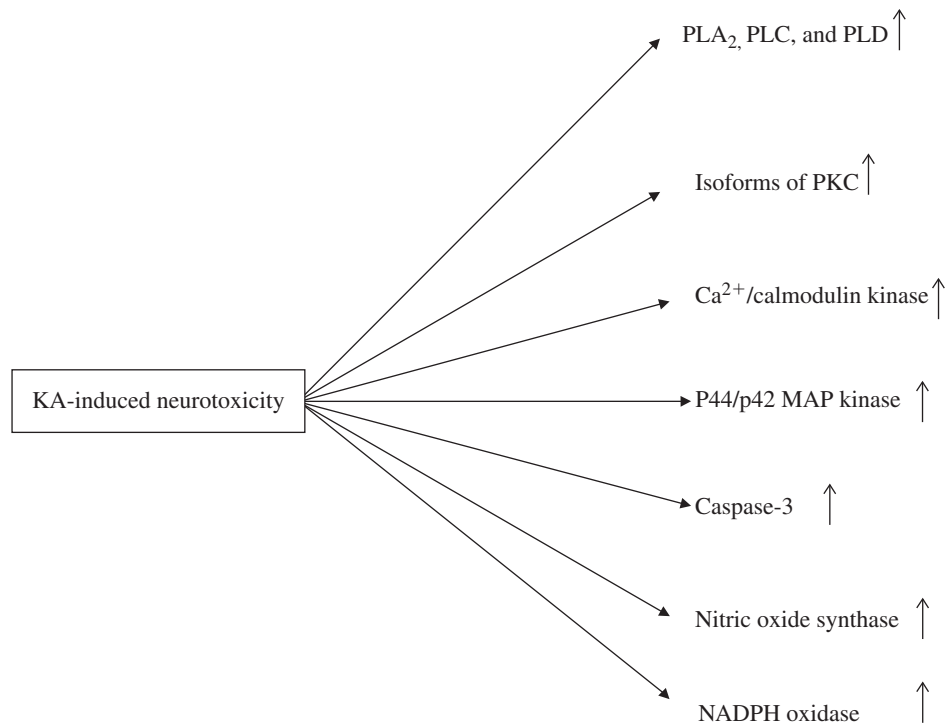 PLA₂, PLC, and PLD ↑
Isoforms of PKC ↑
Ca²⁺/calmodulin kinase ↑
KA-induced neurotoxicity
P44/p42 MAP kinase ↑
Caspase-3 ↑
Nitric oxide synthase ↑
NADPH oxidase ↑